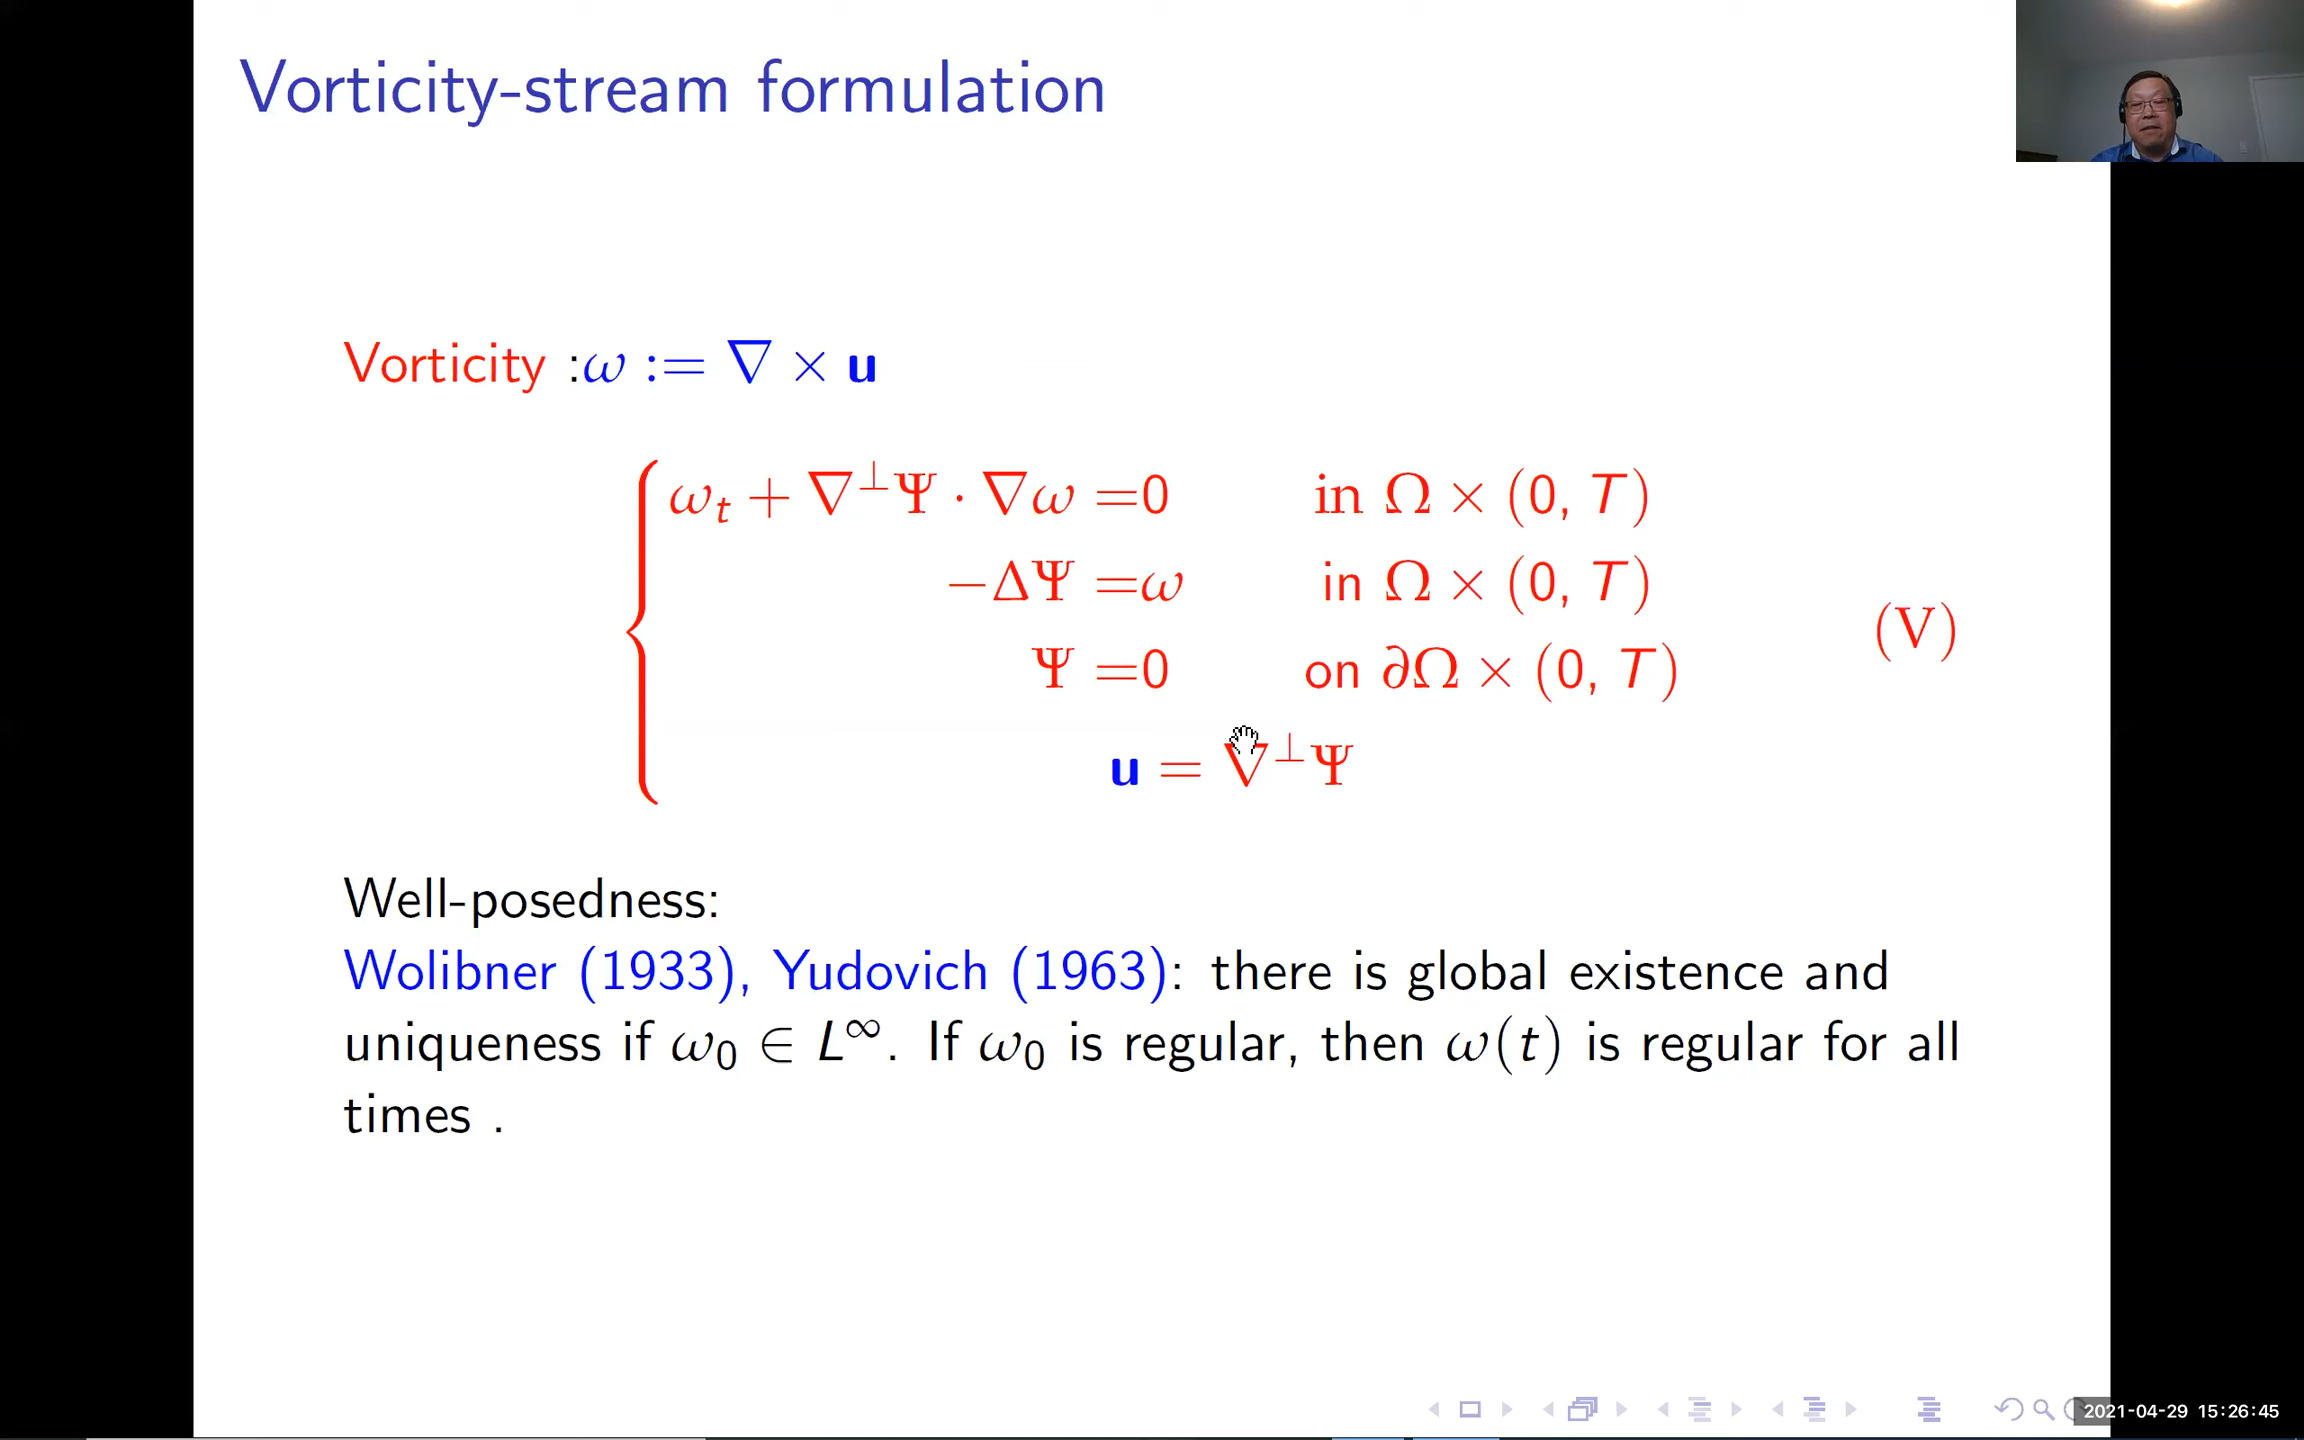 Vorticity-stream formulation
Vorticity :ω := ∇ × u
ω_t + ∇^⊥Ψ · ∇ω =0 in Ω × (0, T)
−ΔΨ =ω in Ω × (0, T)
Ψ =0 on ∂Ω × (0, T)
(V)
u = ∇^⊥Ψ
Well-posedness:
Wolibner (1933), Yudovich (1963): there is global existence and
uniqueness if ω₀ ∈ L^∞. If ω₀ is regular, then ω(t) is regular for all
times .
2021-04-29 15:26:45